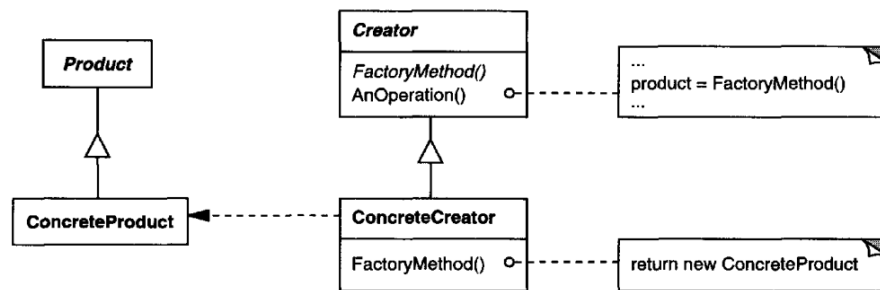 Product
ConcreteProduct
Creator
FactoryMethod()
AnOperation()
...
product = FactoryMethod()
...
ConcreteCreator
FactoryMethod()
return new ConcreteProduct